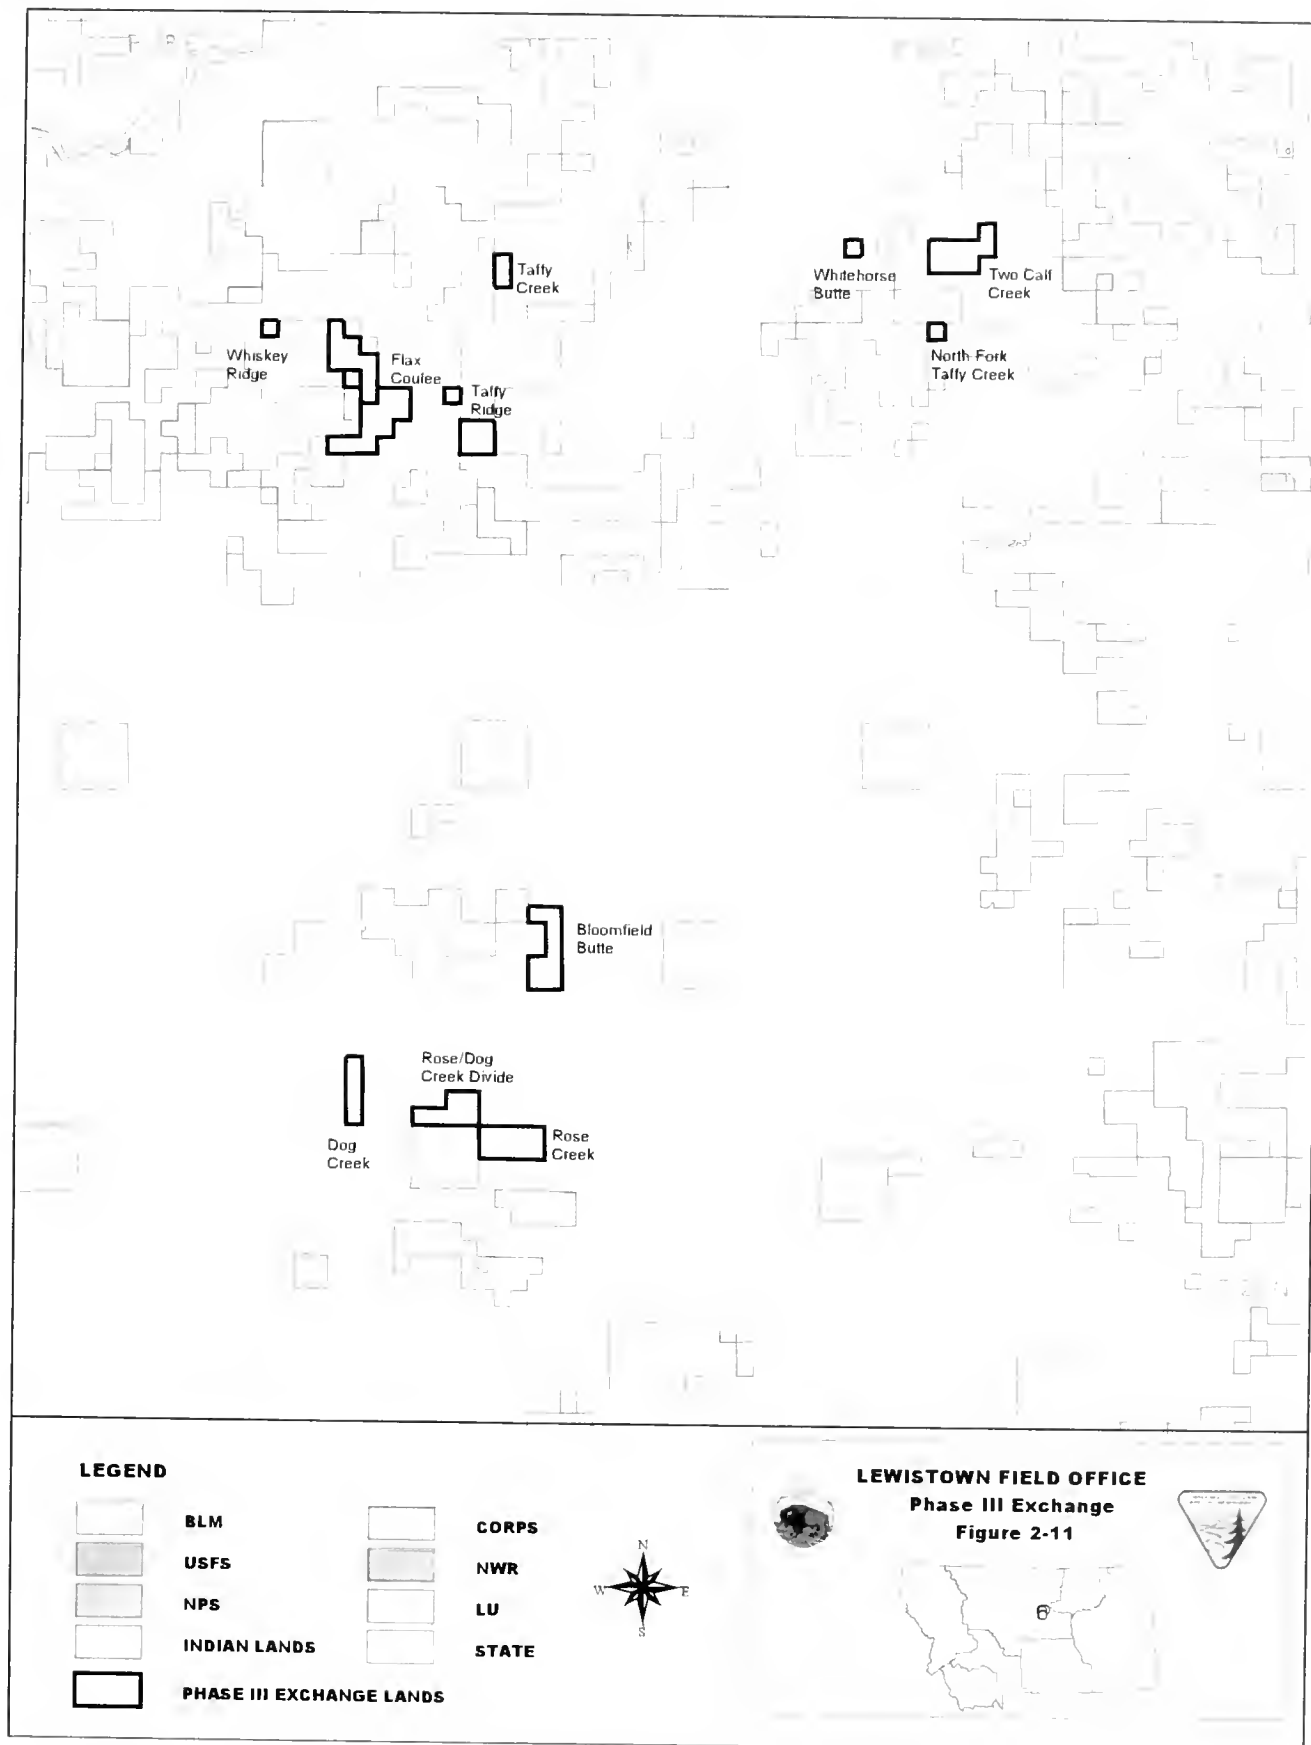 Taffy
Creek
Whitehorse
Butte
Two Calf
Creek
Whiskey
Ridge
Flax
Coulee
Taffy
Ridge
North Fork
Taffy Creek
Bloomfield
Butte
Rose/Dog
Creek Divide
Dog
Creek
Rose
Creek
LEGEND
BLM
USFS
NPS
INDIAN LANDS
PHASE III EXCHANGE LANDS
CORPS
NWR
LU
STATE
N
W
E
S
LEWISTOWN FIELD OFFICE
Phase III Exchange
Figure 2-11